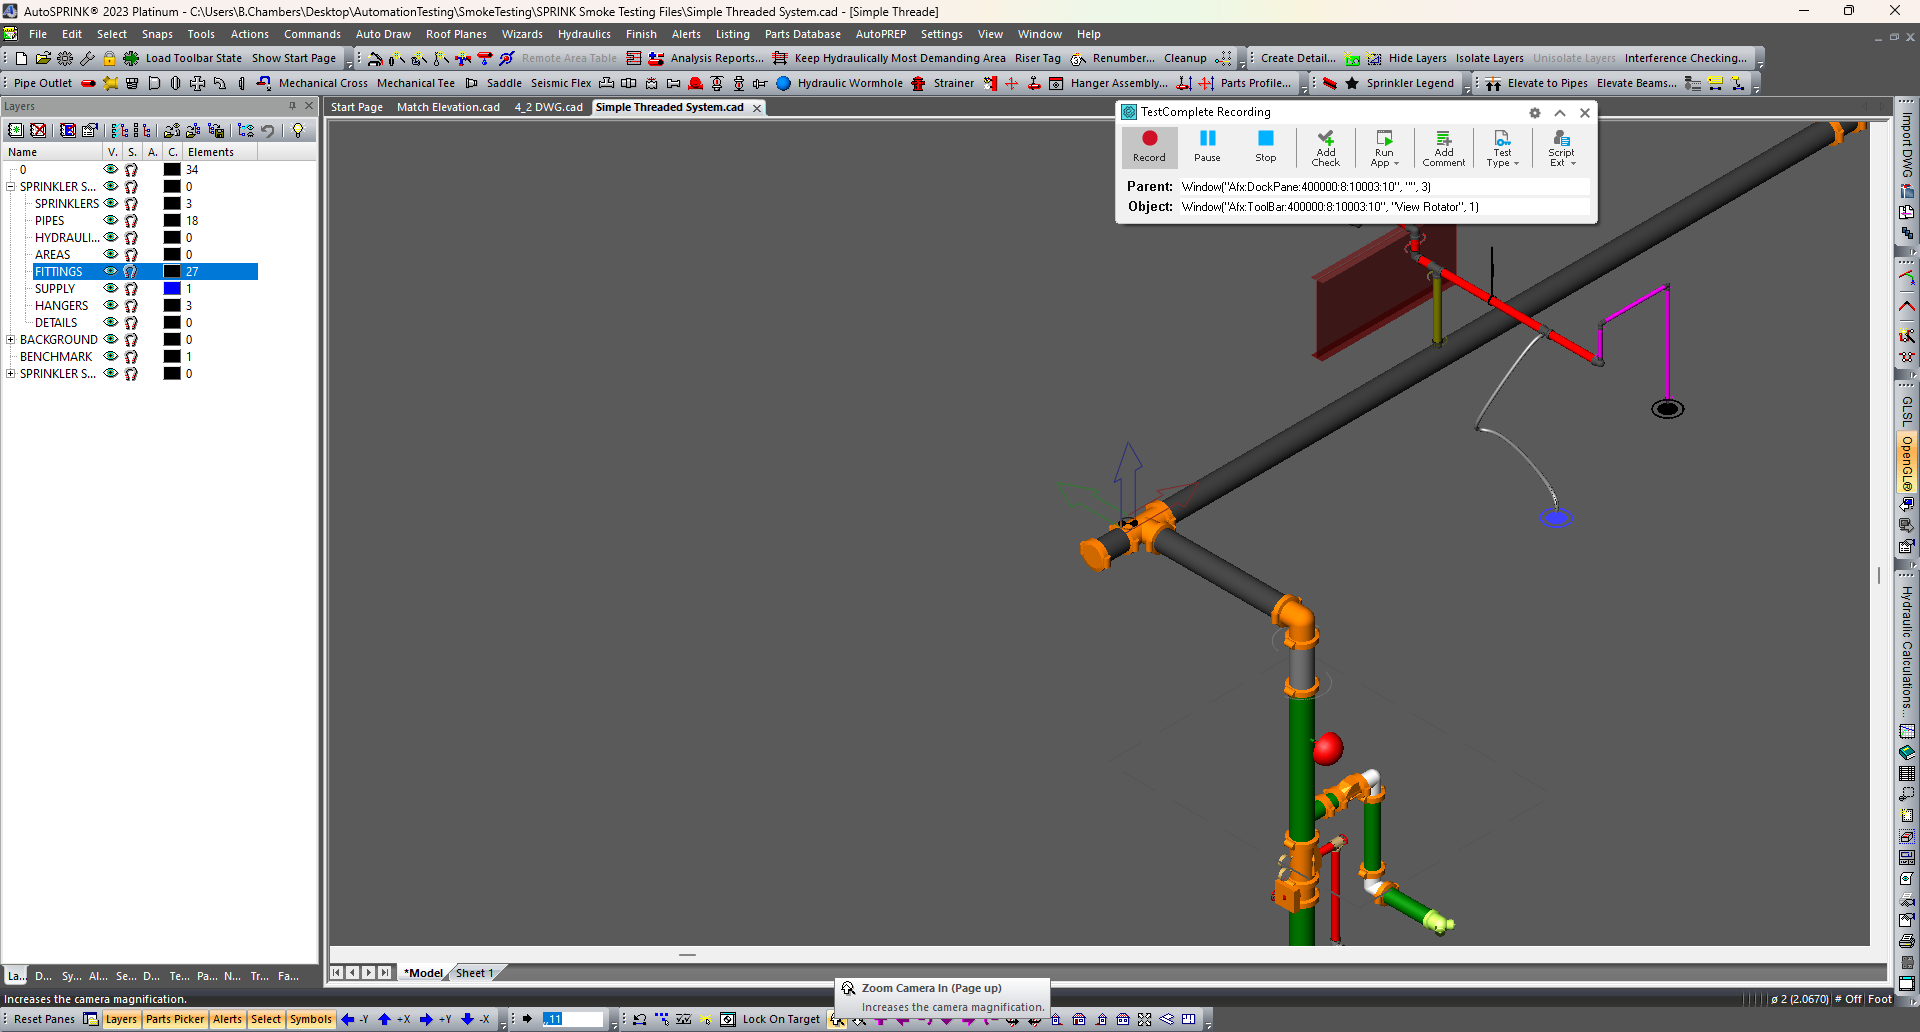 AutoSPRINK® 2023 Platinum - C:\Users\B.Chambers\Desktop\AutomationTesting\SmokeTesting\SPRINK Smoke Testing Files\Simple Threaded System.cad - [Simple Threade]
File Edit Select Snaps Tools Actions Commands Auto Draw Roof Planes Wizards Hydraulics Finish Alerts Listing Parts Database AutoPREP Settings View Window Help
Load Toolbar State Show Start Page Remote Area Table Analysis Reports... Keep Hydraulically Most Demanding Area Riser Tag Renumber... Cleanup Create Detail... Hide Layers Isolate Layers Unisolate Layers Interference Checking...
Pipe Outlet Mechanical Cross Mechanical Tee Saddle Seismic Flex Hydraulic Wormhole Strainer Hanger Assembly... Parts Profile... Sprinkler Legend Elevate to Pipes Elevate Beams...
Layers
Start Page Match Elevation.cad 4_2 DWG.cad Simple Threaded System.cad
TestComplete Recording
Record Pause Stop Add Check Run App Add Comment Test Type Script Ext
Parent: Window("Afx:DockPane:400000:8:10003:10", "", 3)
Object: Window("Afx:ToolBar:400000:8:10003:10", "View Rotator", 1)
Name V. S. A. C. Elements
0 34
SPRINKLER S... 0
SPRINKLERS 3
PIPES 18
HYDRAULI... 0
AREAS 0
FITTINGS 27
SUPPLY 1
HANGERS 3
DETAILS 0
BACKGROUND 0
BENCHMARK 1
SPRINKLER S... 0
Import DWG
GLSL
OpenGL®
Hydraulic Calculations...
La... D... Sy... Al... Se... D... Te... Pa... N... Tr... Fa...
*Model Sheet 1
Zoom Camera In (Page up)
Increases the camera magnification.
Increases the camera magnification.
ø 2 (2.0670) # Off Foot
Reset Panes Layers Parts Picker Alerts Select Symbols -Y +X +Y -X 11 Lock On Target